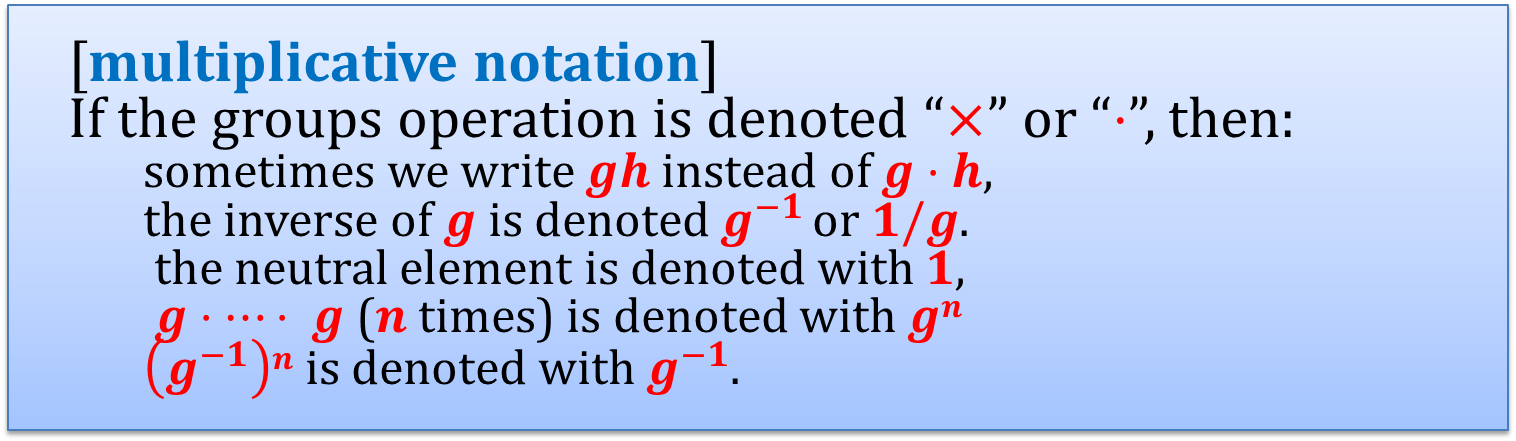 [multiplicative notation]
If the groups operation is denoted “×” or “·”, then:
sometimes we write gh instead of g · h,
the inverse of g is denoted g⁻¹ or 1/g.
the neutral element is denoted with 1,
g · ⋯ · g (n times) is denoted with gⁿ
(g⁻¹)ⁿ is denoted with g⁻¹.